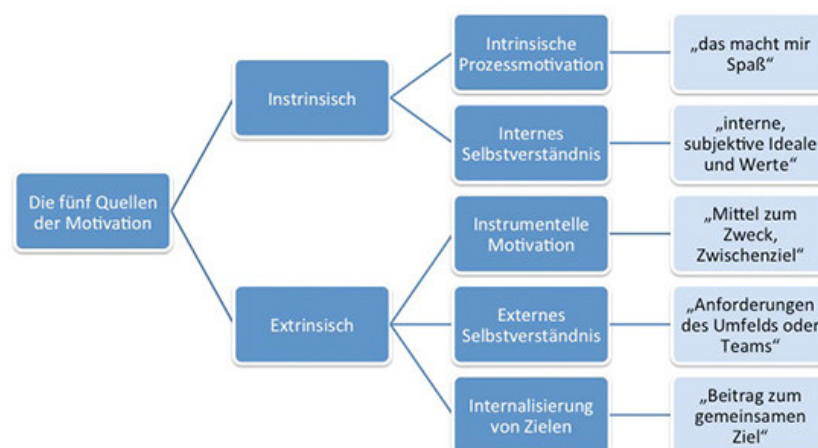 Die fünf Quellen
der Motivation
Instrinsisch
Intrinsische
Prozessmotivation
„das macht mir
Spaß“
Internes
Selbstverständnis
„interne,
subjektive Ideale
und Werte“
Extrinsisch
Instrumentelle
Motivation
„Mittel zum
Zweck,
Zwischenziel“
Externes
Selbstverständnis
„Anforderungen
des Umfelds oder
Teams“
Internalisierung
von Zielen
„Beitrag zum
gemeinsamen
Ziel“